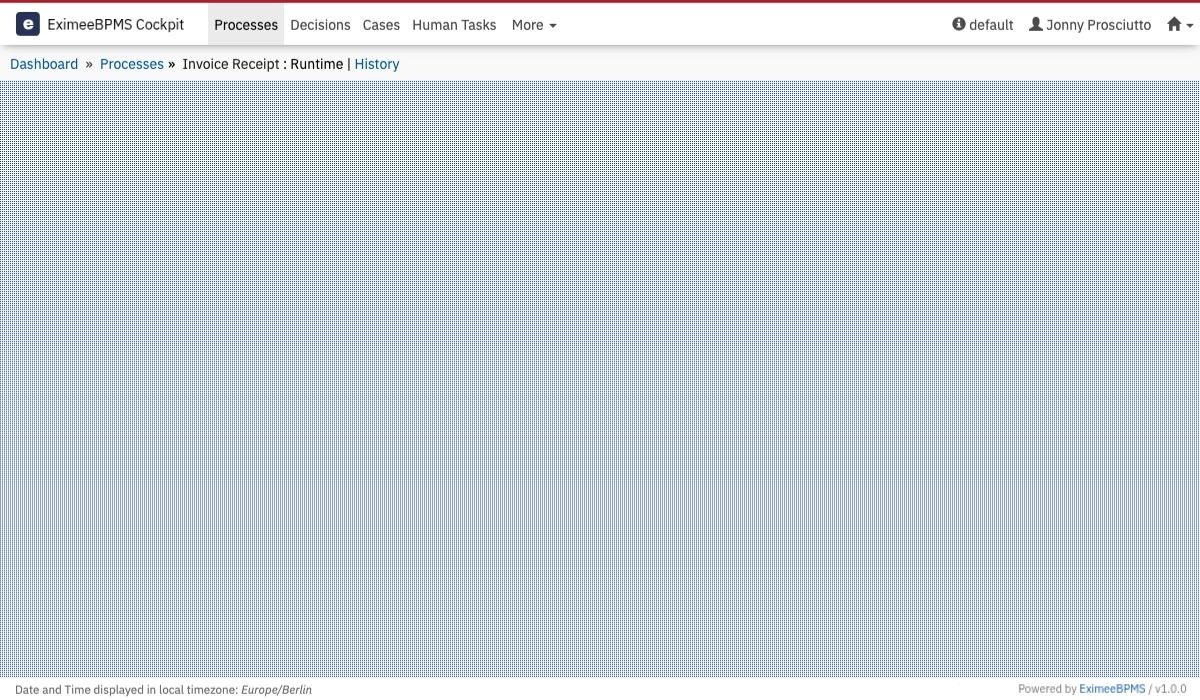 e EximeeBPMS Cockpit Processes Decisions Cases Human Tasks More default Jonny Prosciutto
Dashboard » Processes » Invoice Receipt : Runtime | History
Date and Time displayed in local timezone: Europe/Berlin Powered by EximeeBPMS / v1.0.0